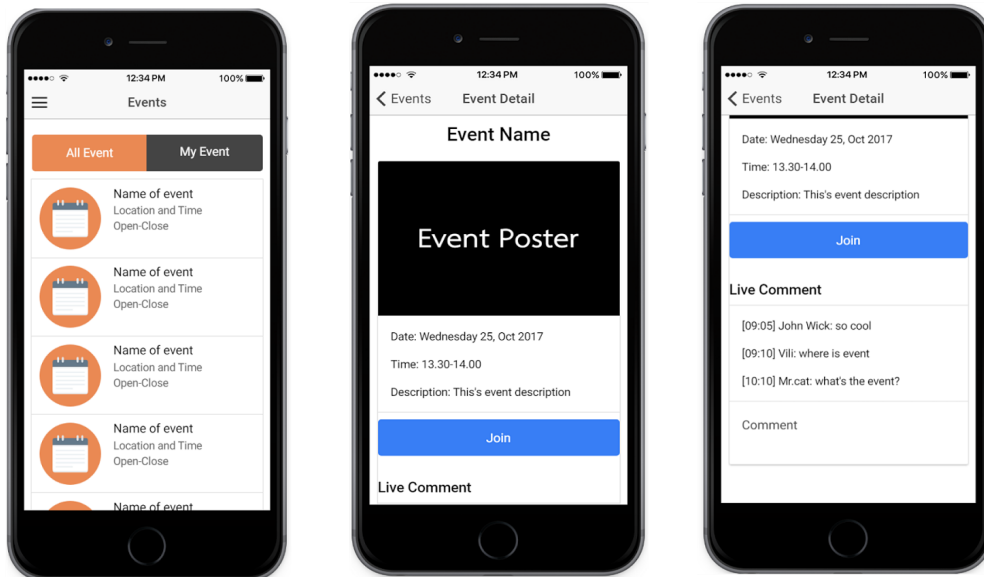 12:34 PM
100%
Events
All Event
My Event
Name of event
Location and Time
Open-Close
Name of event
Location and Time
Open-Close
Name of event
Location and Time
Open-Close
Name of event
Location and Time
Open-Close
Name of event
12:34 PM
100%
Events
Event Detail
Event Name
Event Poster
Date: Wednesday 25, Oct 2017
Time: 13.30-14.00
Description: This's event description
Join
Live Comment
12:34 PM
100%
Events
Event Detail
Date: Wednesday 25, Oct 2017
Time: 13.30-14.00
Description: This's event description
Join
Live Comment
[09:05] John Wick: so cool
[09:10] Vili: where is event
[10:10] Mr.cat: what's the event?
Comment